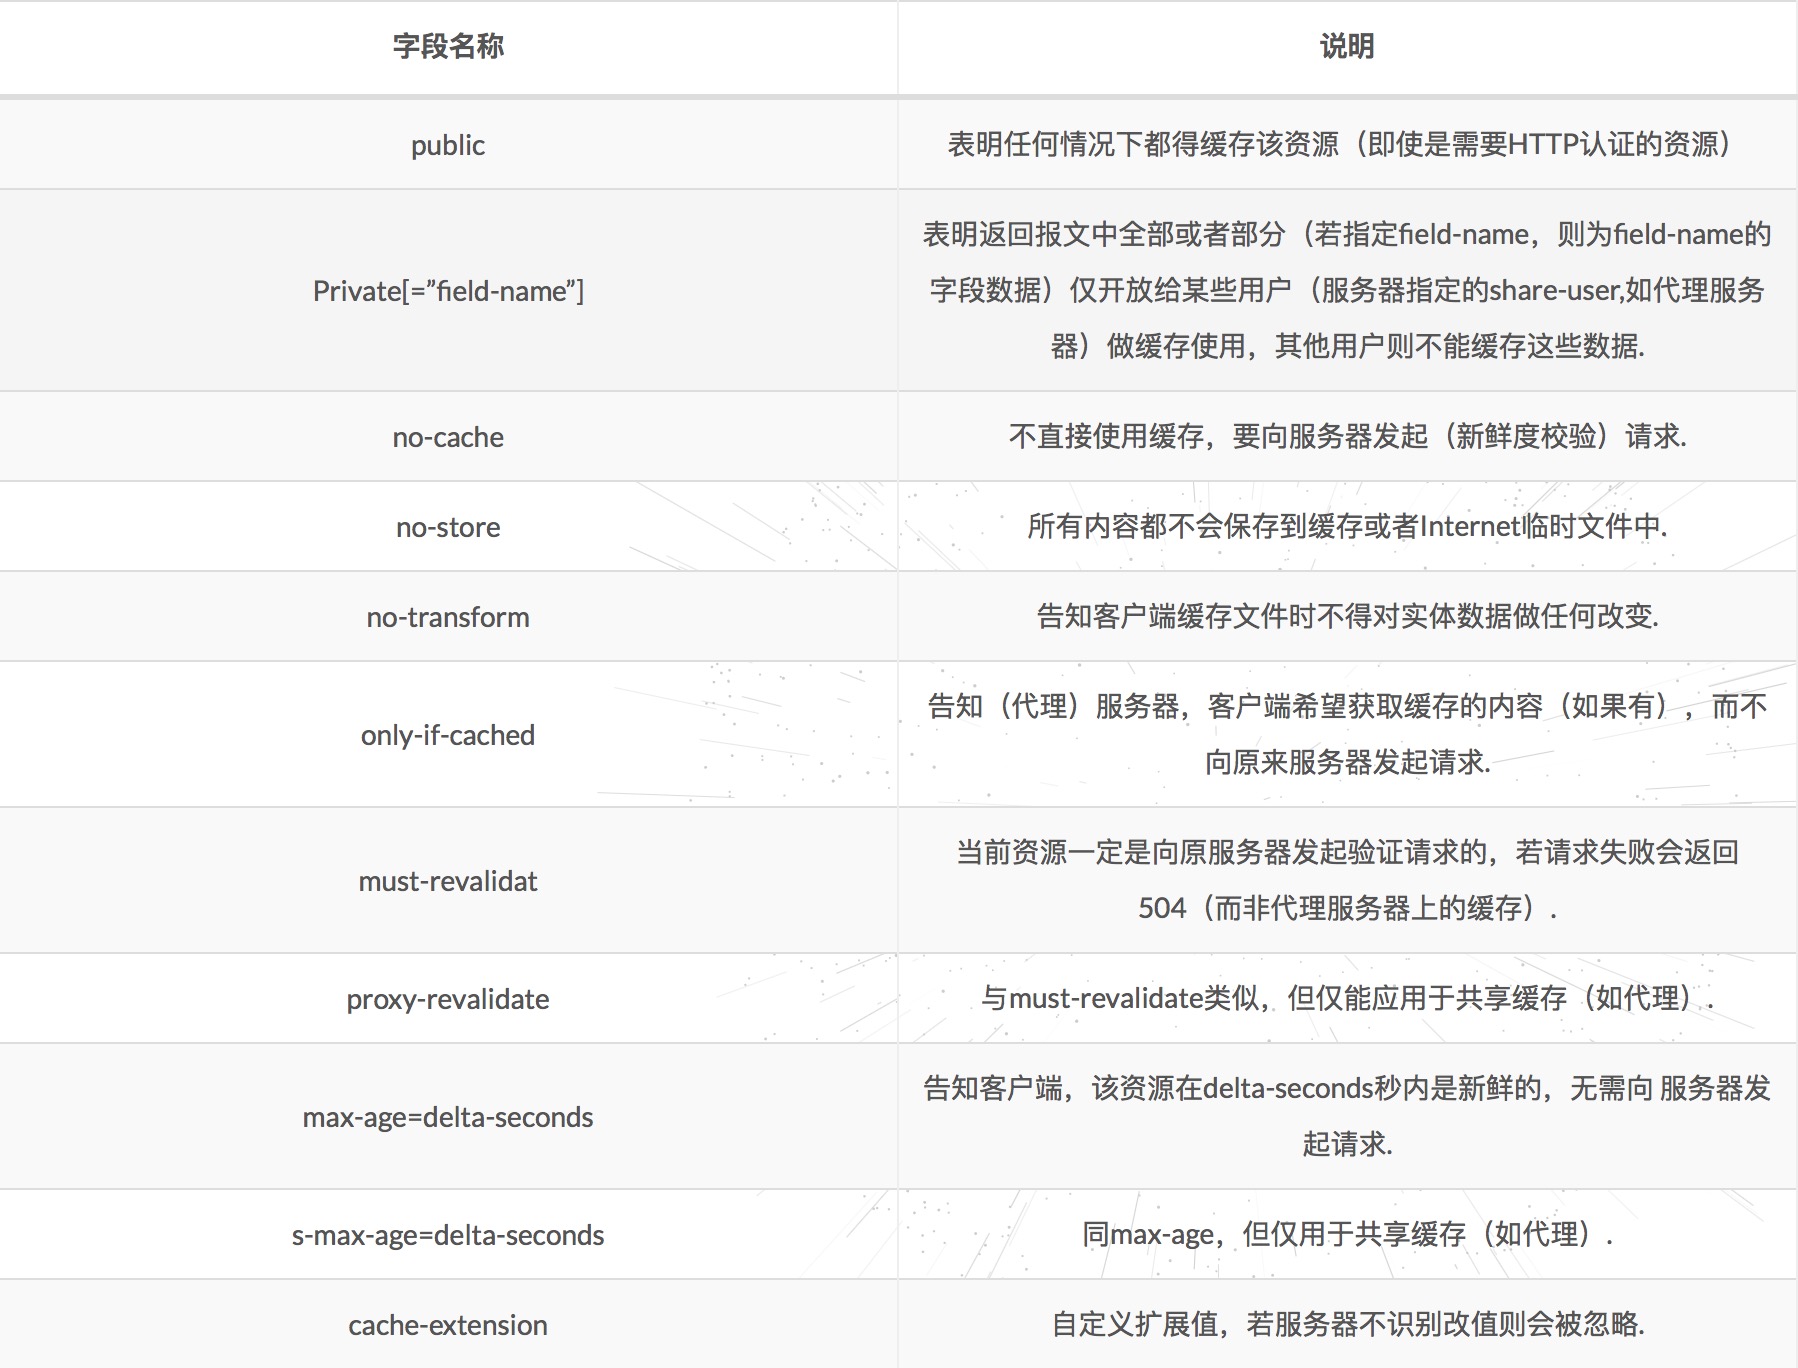 字段名称
说明
public
表明任何情况下都得缓存该资源（即使是需要HTTP认证的资源）
Private[=”field-name”]
表明返回报文中全部或者部分（若指定field-name，则为field-name的
字段数据）仅开放给某些用户（服务器指定的share-user,如代理服务
器）做缓存使用，其他用户则不能缓存这些数据.
no-cache
不直接使用缓存，要向服务器发起（新鲜度校验）请求.
no-store
所有内容都不会保存到缓存或者Internet临时文件中.
no-transform
告知客户端缓存文件时不得对实体数据做任何改变.
only-if-cached
告知（代理）服务器，客户端希望获取缓存的内容（如果有），而不
向原来服务器发起请求.
must-revalidat
当前资源一定是向原服务器发起验证请求的，若请求失败会返回
504（而非代理服务器上的缓存）.
proxy-revalidate
与must-revalidate类似，但仅能应用于共享缓存（如代理）.
max-age=delta-seconds
告知客户端，该资源在delta-seconds秒内是新鲜的，无需向 服务器发
起请求.
s-max-age=delta-seconds
同max-age，但仅用于共享缓存（如代理）.
cache-extension
自定义扩展值，若服务器不识别改值则会被忽略.